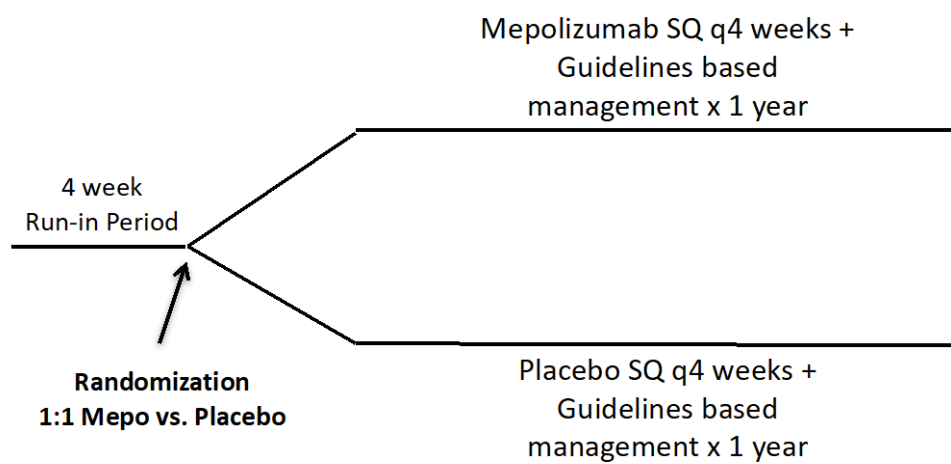 Mepolizumab SQ q4 weeks +
Guidelines based
management x 1 year
4 week
Run-in Period
Randomization
1:1 Mepo vs. Placebo
Placebo SQ q4 weeks +
Guidelines based
management x 1 year